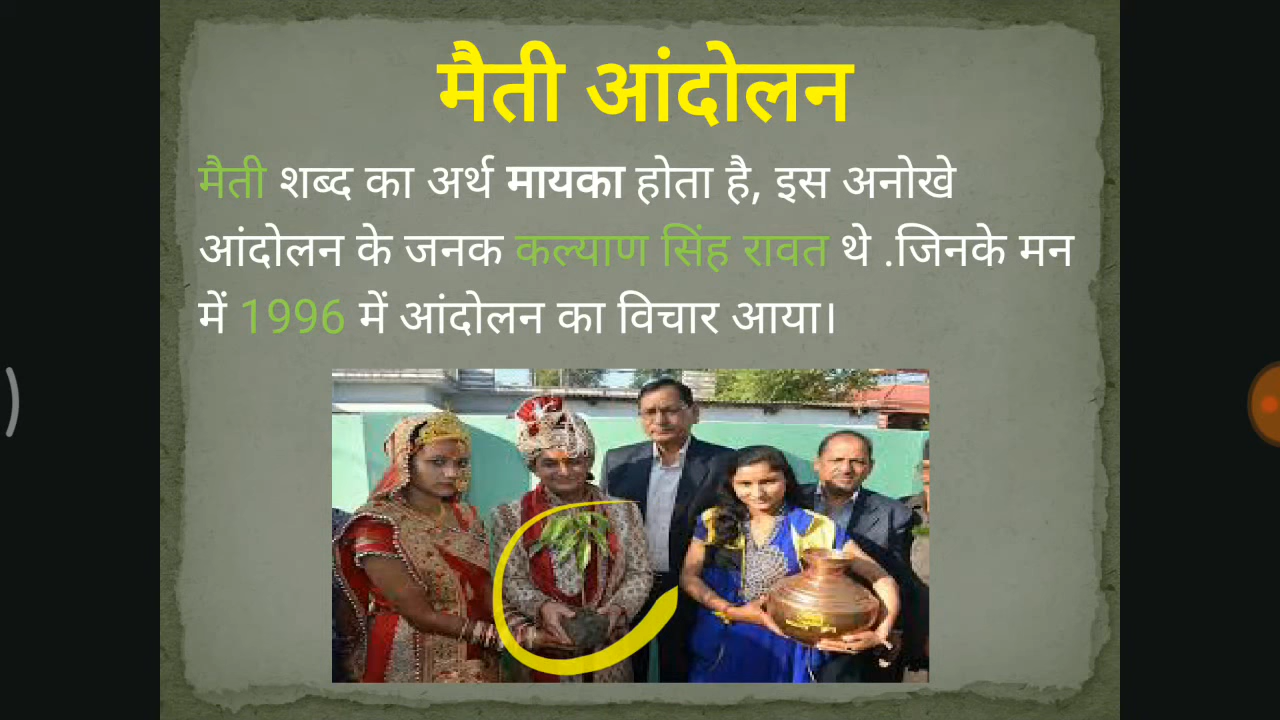 मैती आंदोलन
मैती शब्द का अर्थ मायका होता है, इस अनोखे
आंदोलन के जनक कल्याण सिंह रावत थे .जिनके मन
में 1996 में आंदोलन का विचार आया।